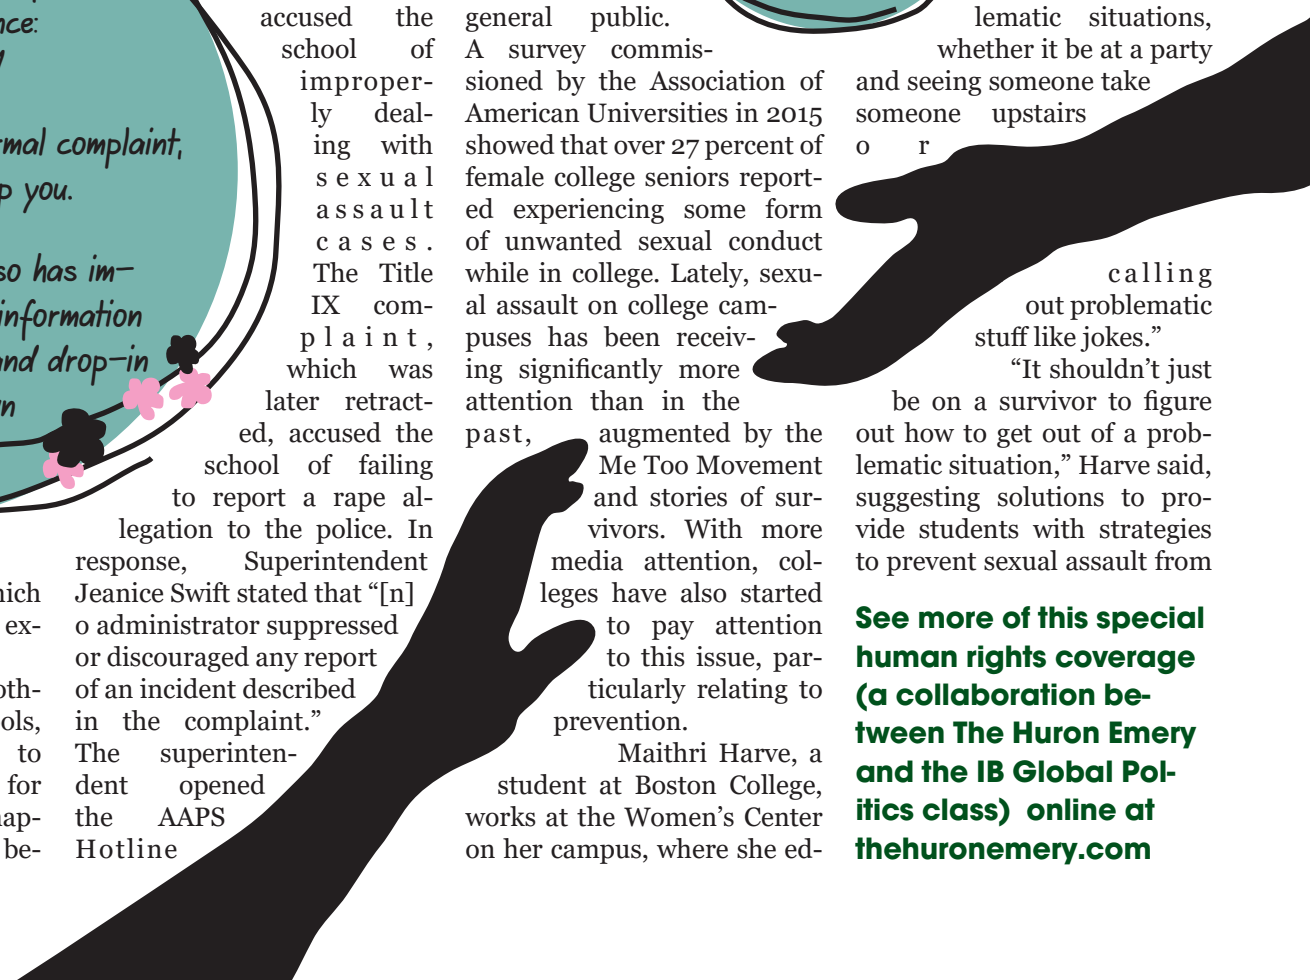 nce:
rmal complaint,
p you.
so has im-
information
and drop-in
nich
ex-
oth-
ols,
to
for
be-
accused the
school of
improper-
ly deal-
ing with
sexual
assault
cases.
The Title
IX com-
plaint,
which was
later retract-
ed, accused the
school of failing
to report a rape al-
legation to the police. In
response, Superintendent
Jeanice Swift stated that “[n]
o administrator suppressed
or discouraged any report
of an incident described
in the complaint.”
The superinten-
dent opened
the AAPS
Hotline
general public.
A survey commis-
sioned by the Association of
American Universities in 2015
showed that over 27 percent of
female college seniors report-
ed experiencing some form
of unwanted sexual conduct
while in college. Lately, sexu-
al assault on college cam-
puses has been receiv-
ing significantly more
attention than in the
past, augmented by the
Me Too Movement
and stories of sur-
vivors. With more
media attention, col-
leges have also started
to pay attention
to this issue, par-
ticularly relating to
prevention.
Maithri Harve, a
student at Boston College,
works at the Women’s Center
on her campus, where she ed-
lematic situations,
whether it be at a party
and seeing someone take
someone upstairs
or
calling
out problematic
stuff like jokes.”
“It shouldn’t just
be on a survivor to figure
out how to get out of a prob-
lematic situation,” Harve said,
suggesting solutions to pro-
vide students with strategies
to prevent sexual assault from
See more of this special
human rights coverage
(a collaboration be-
tween The Huron Emery
and the IB Global Pol-
itics class) online at
thehuronemery.com